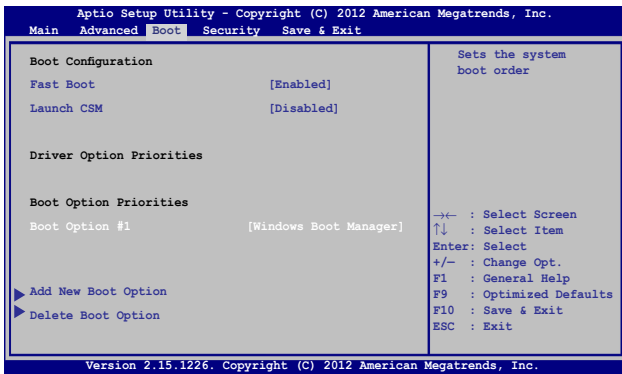 Aptio Setup Utility - Copyright (C) 2012 American Megatrends, Inc.
Main Advanced Boot Security Save & Exit
Boot Configuration
Fast Boot [Enabled]
Launch CSM [Disabled]
Driver Option Priorities
Boot Option Priorities
Boot Option #1 [Windows Boot Manager]
Add New Boot Option
Delete Boot Option
Sets the system
boot order
→← : Select Screen
↑↓ : Select Item
Enter: Select
+/— : Change Opt.
F1 : General Help
F9 : Optimized Defaults
F10 : Save & Exit
ESC : Exit
Version 2.15.1226. Copyright (C) 2012 American Megatrends, Inc.